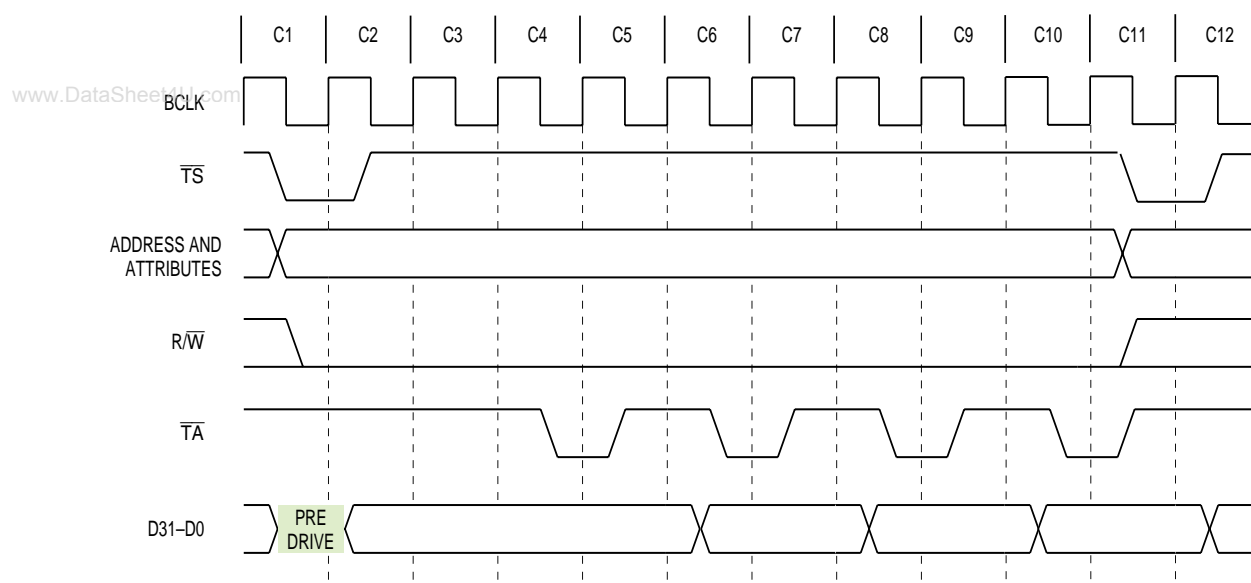 C1 C2 C3 C4 C5 C6 C7 C8 C9 C10 C11 C12
www.DataSheet4U.com
BCLK
TS
ADDRESS AND
ATTRIBUTES
R/W
TA
D31–D0
PRE
DRIVE